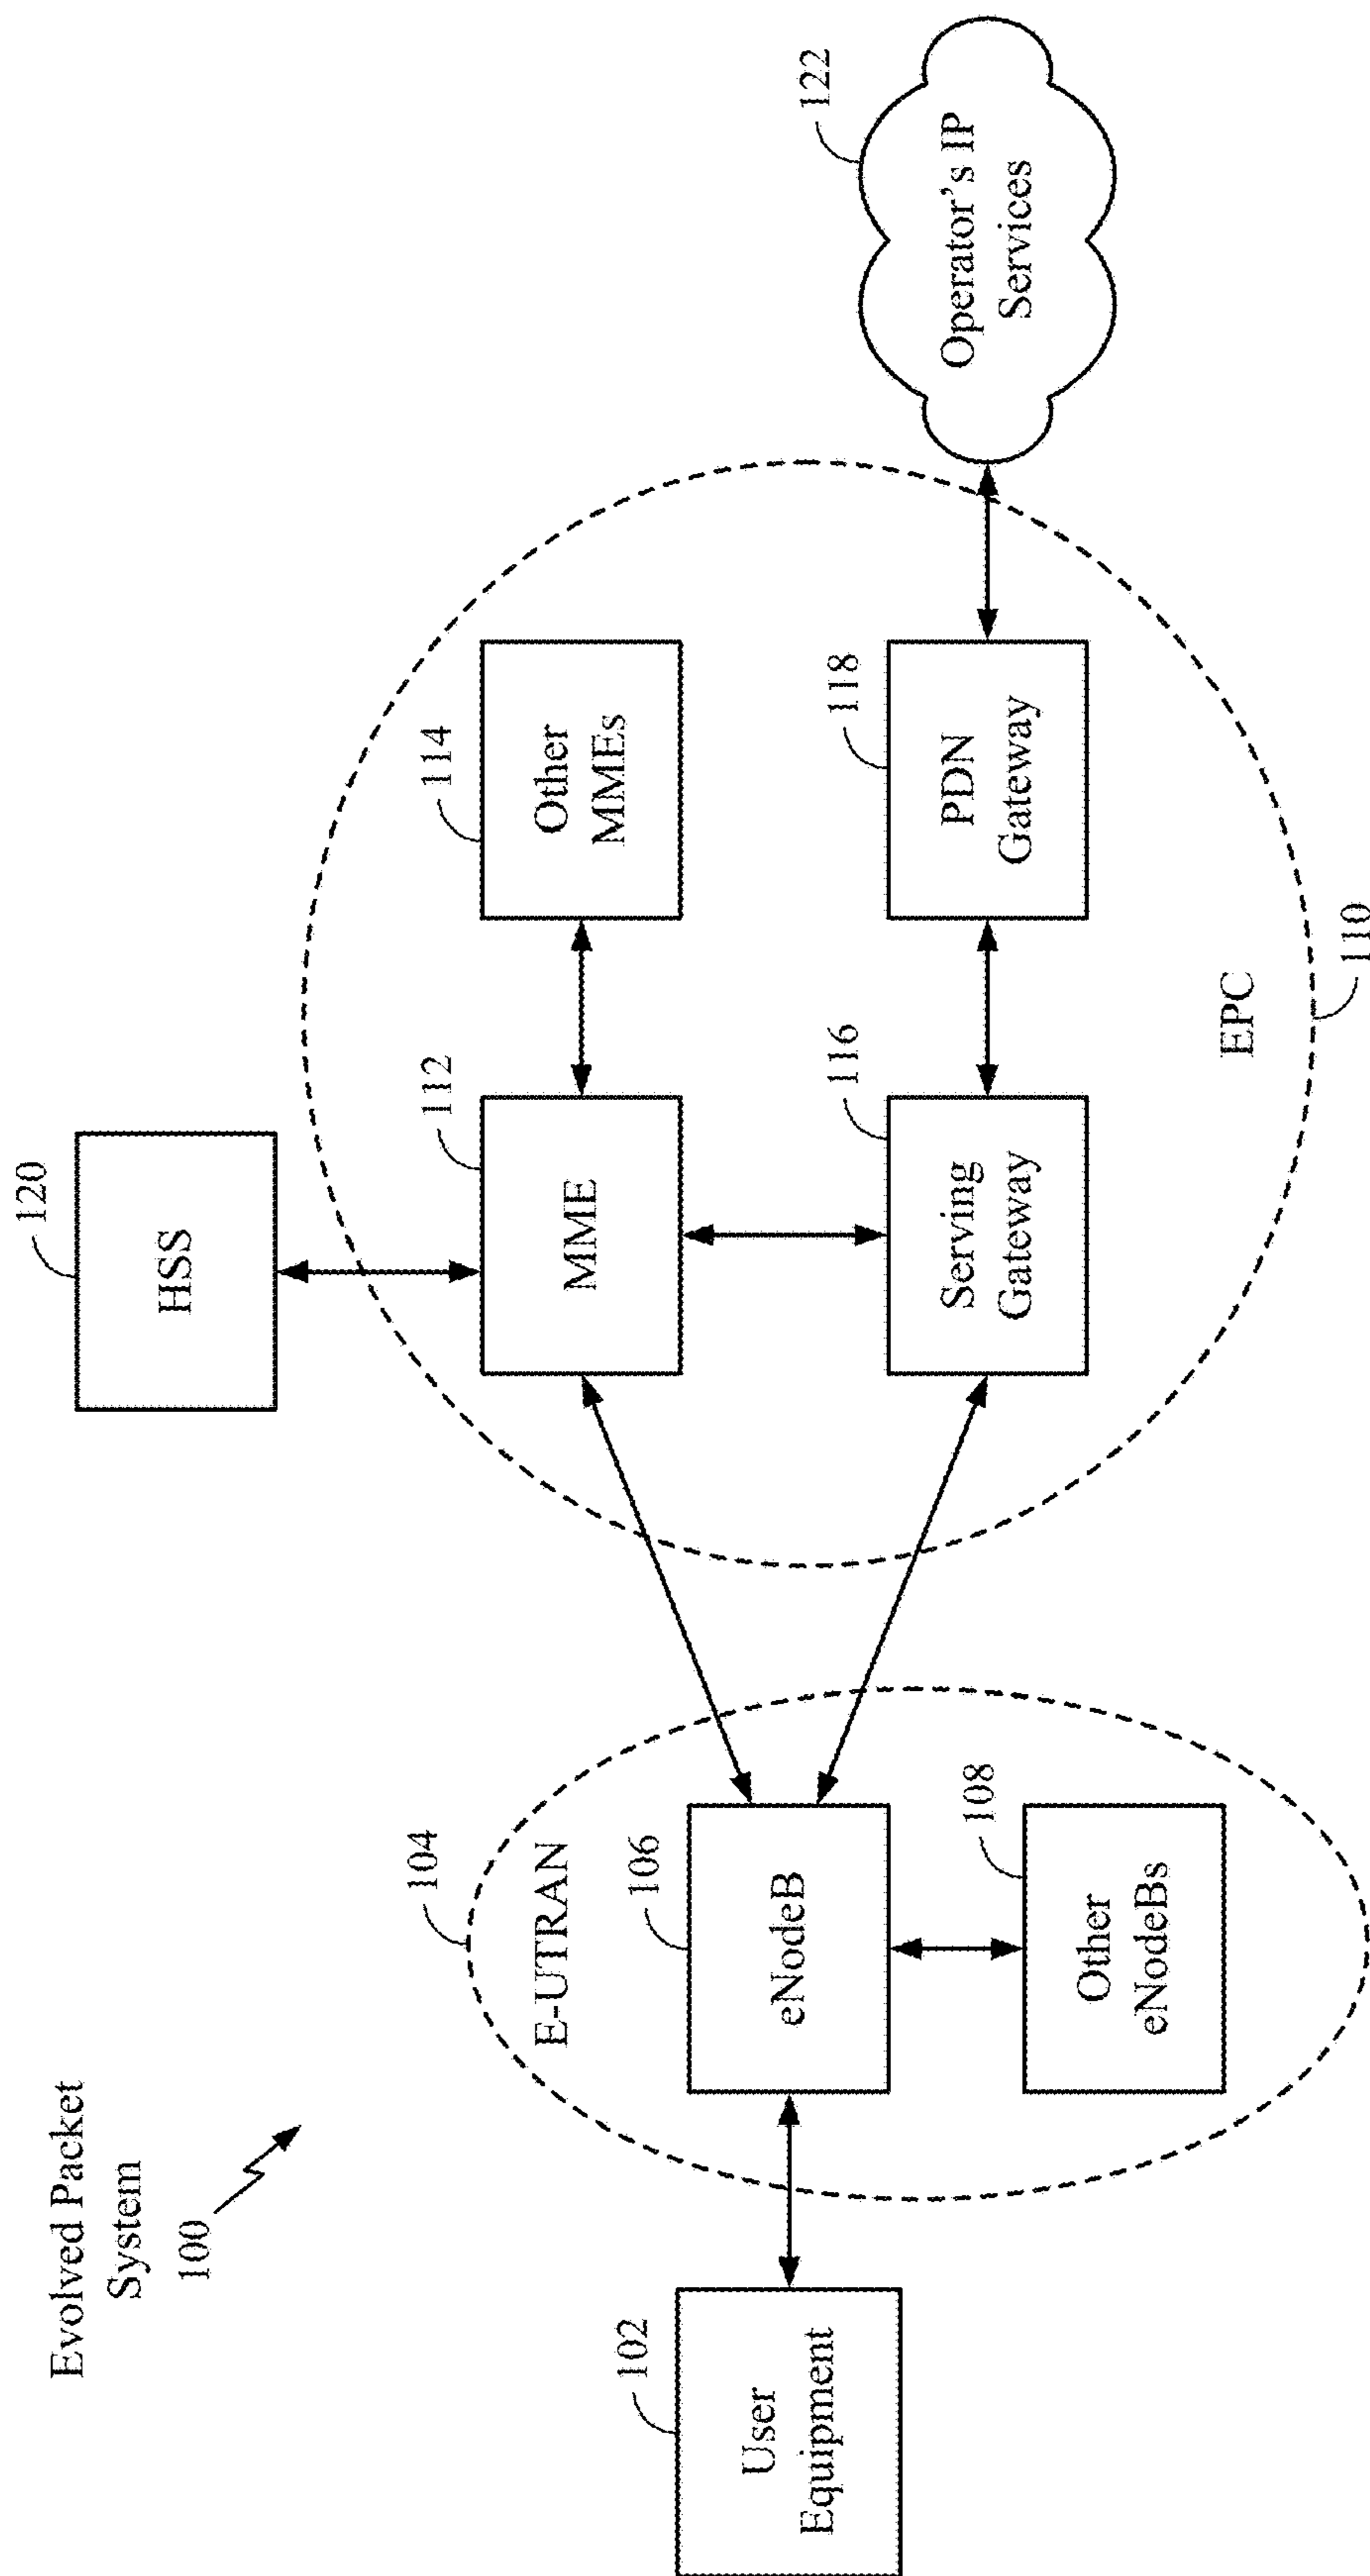 Evolved Packet
System
100
120
HSS
104
E-UTRAN
112
MME
114
Other
MMEs
102
User
Equipment
106
eNodeB
108
Other
eNodeBs
116
Serving
Gateway
118
PDN
Gateway
122
Operator's IP
Services
EPC
110